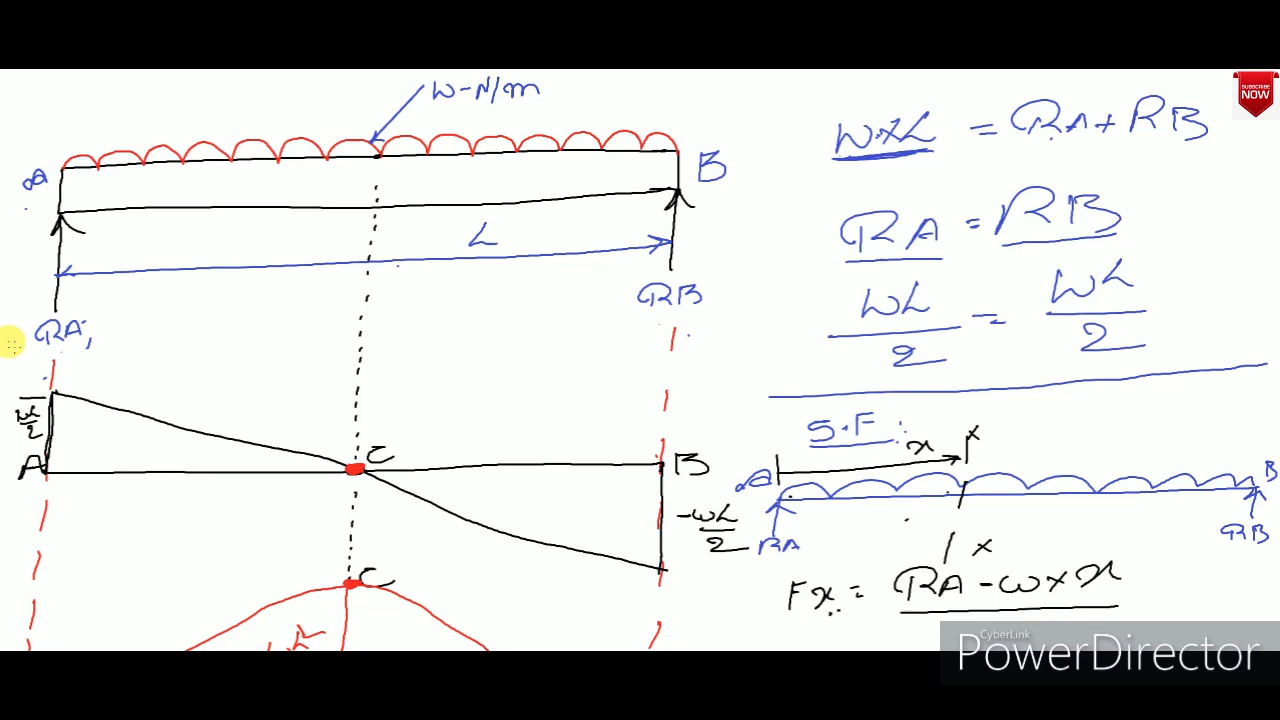 SUBSCRIBE
NOW
w-N/m
A
B
L
RA,
RB
wL/2
A
C
B
-wL/2
C
W×L = RA+RB
RA = RB
WL/2 = WL/2
S.F:
x
x
A
B
RA
RB
x
Fx = RA-w×x
CyberLink
PowerDirector